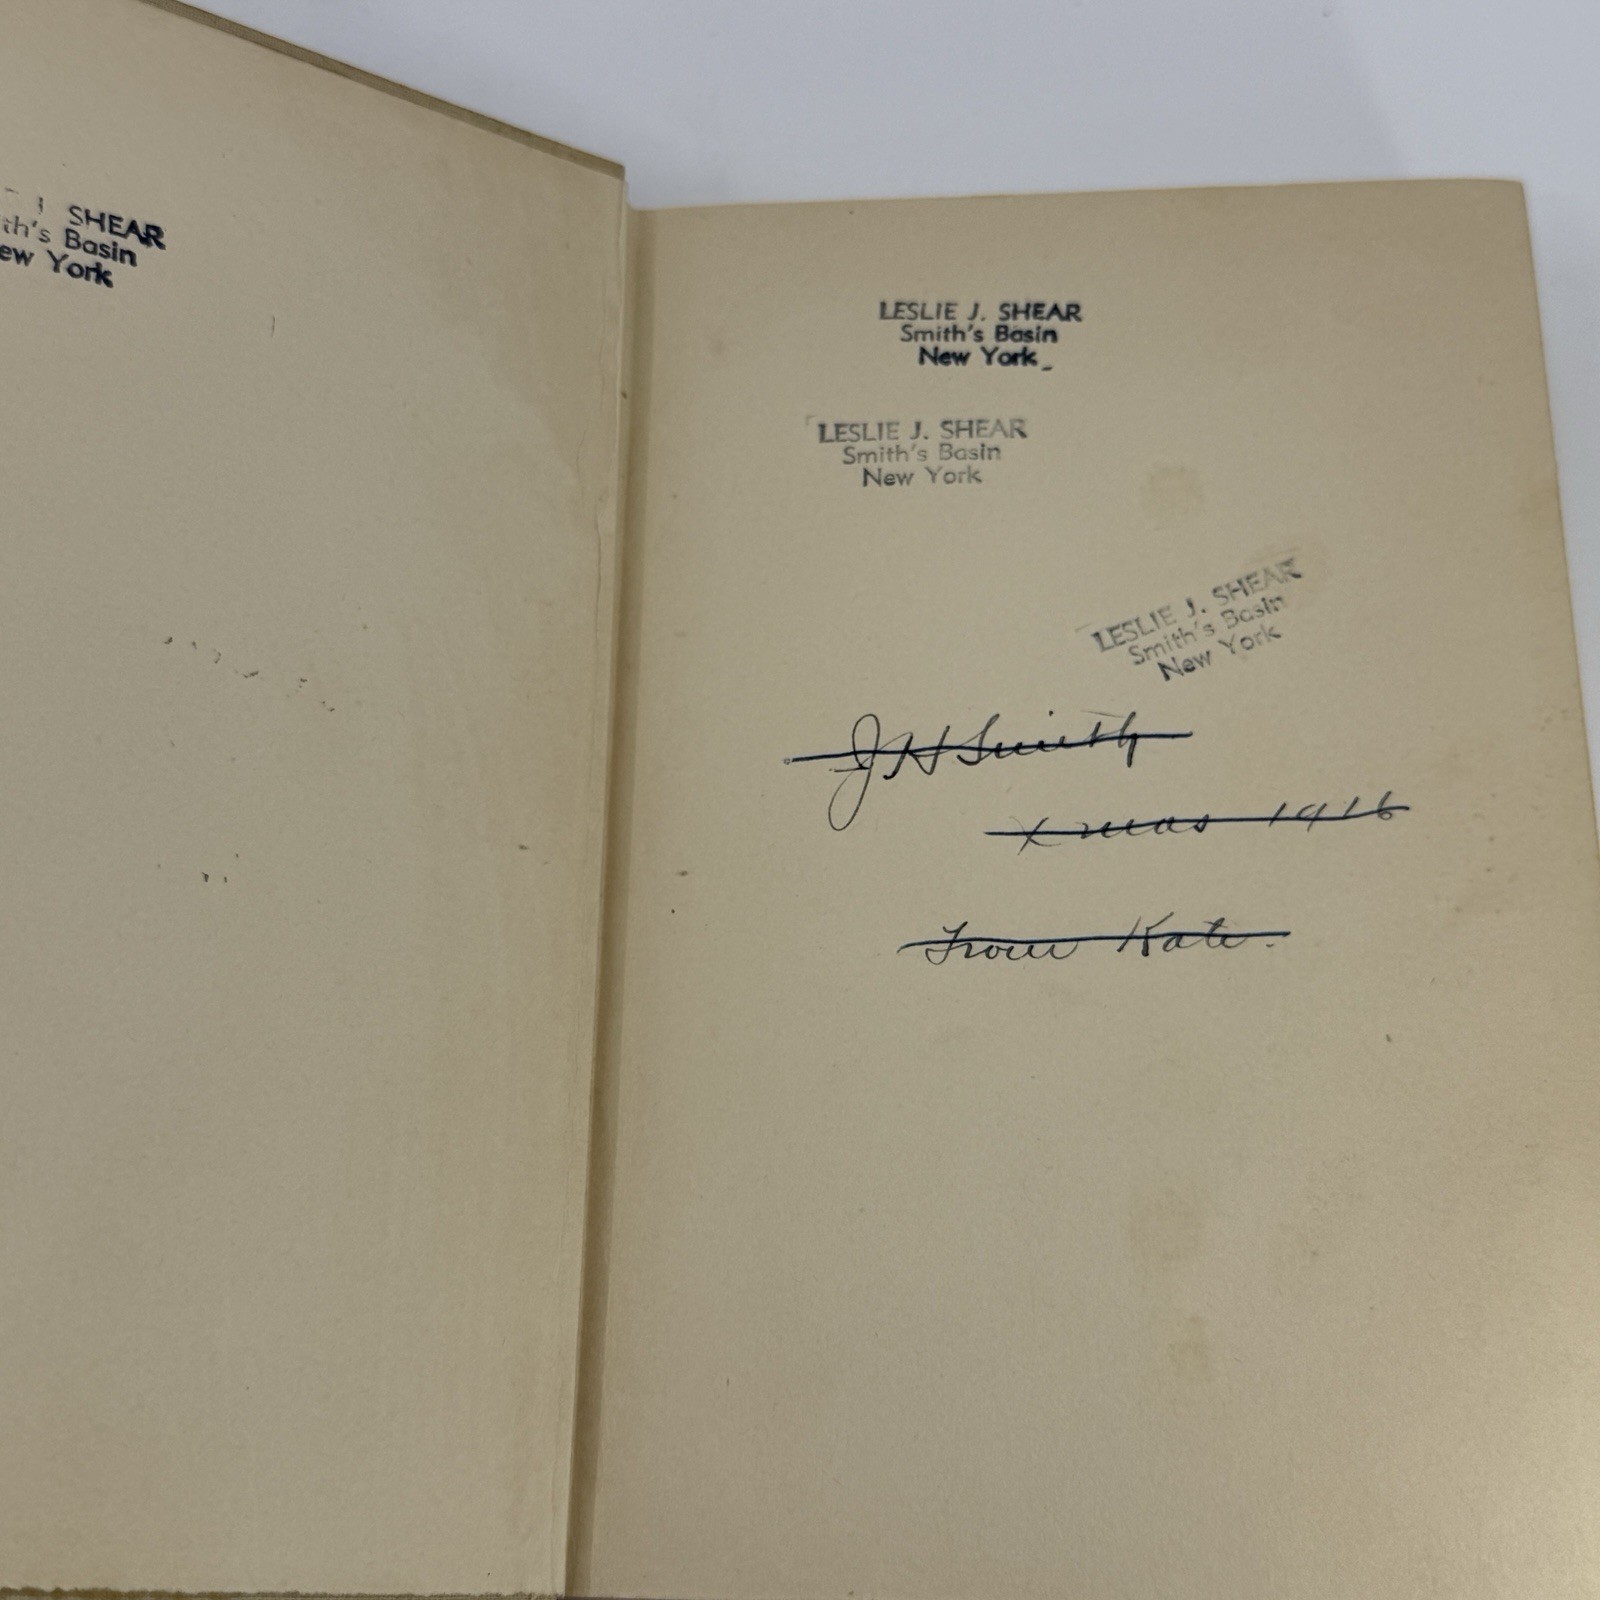 J SHEAR
th's Basin
ew York
LESLIE J. SHEAR
Smith's Basin
New York
LESLIE J. SHEAR
Smith's Basin
New York
LESLIE J. SHEAR
Smith's Basin
New York
J H Smith
Xmas 1916
From Kate.